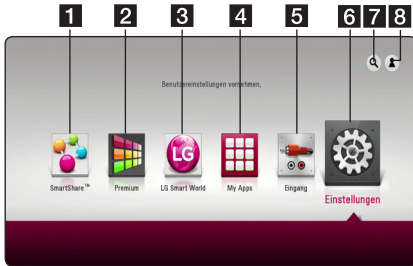 1 2 3 4 5 6 7 8
Benutzereinstellungen vornehmen.
LG
SmartShare™ Premium LG Smart World My Apps Eingang
Einstellungen